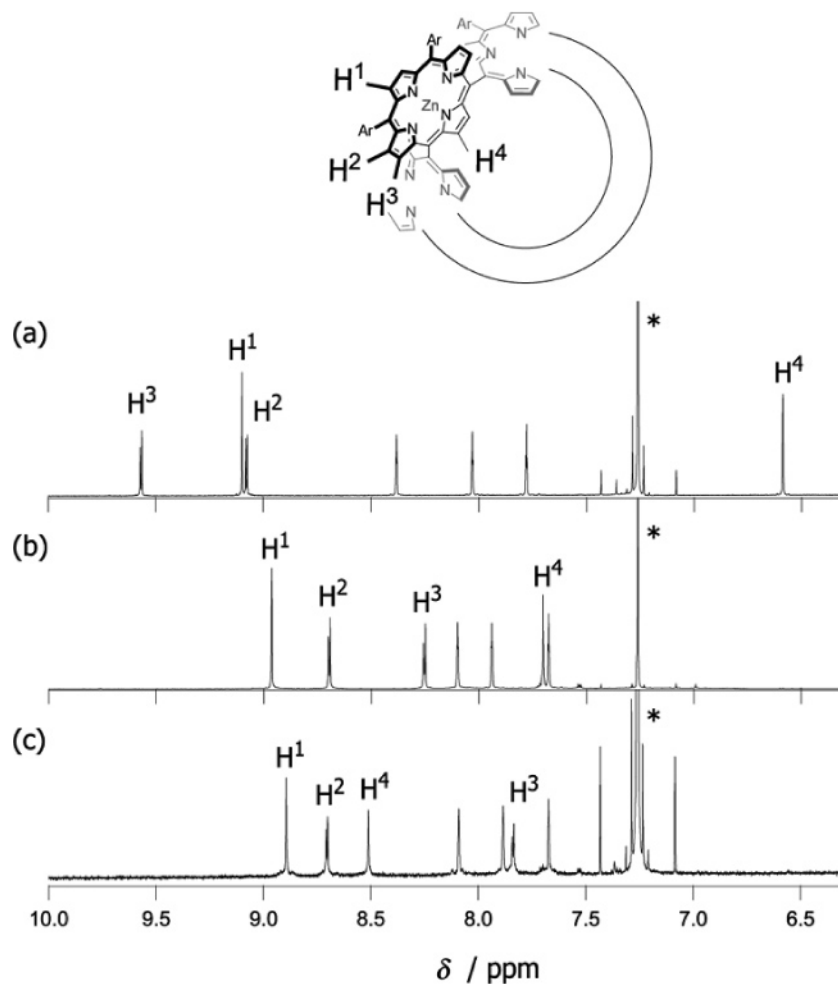 Ar
N
Ar
N
N
H¹
N
N
Zn
N
N
Ar
H²
H⁴
N
N
H³
N
(a)
*
H³
H¹
H²
H⁴
(b)
*
H¹
H²
H³
H⁴
(c)
*
H¹
H²
H⁴
H³
10.0 9.5 9.0 8.5 8.0 7.5 7.0 6.5
δ / ppm